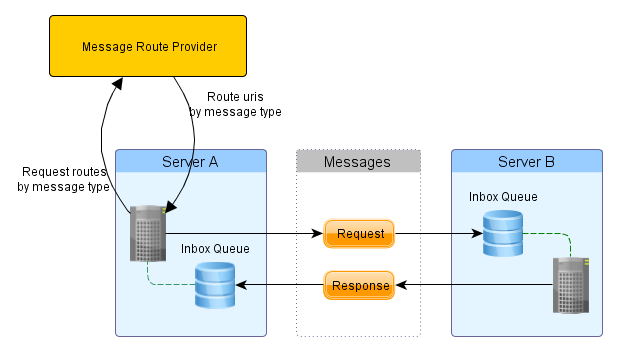 Message Route Provider
Route uris
by message type
Request routes
by message type
Server A
Messages
Server B
Inbox Queue
Request
Inbox Queue
Response